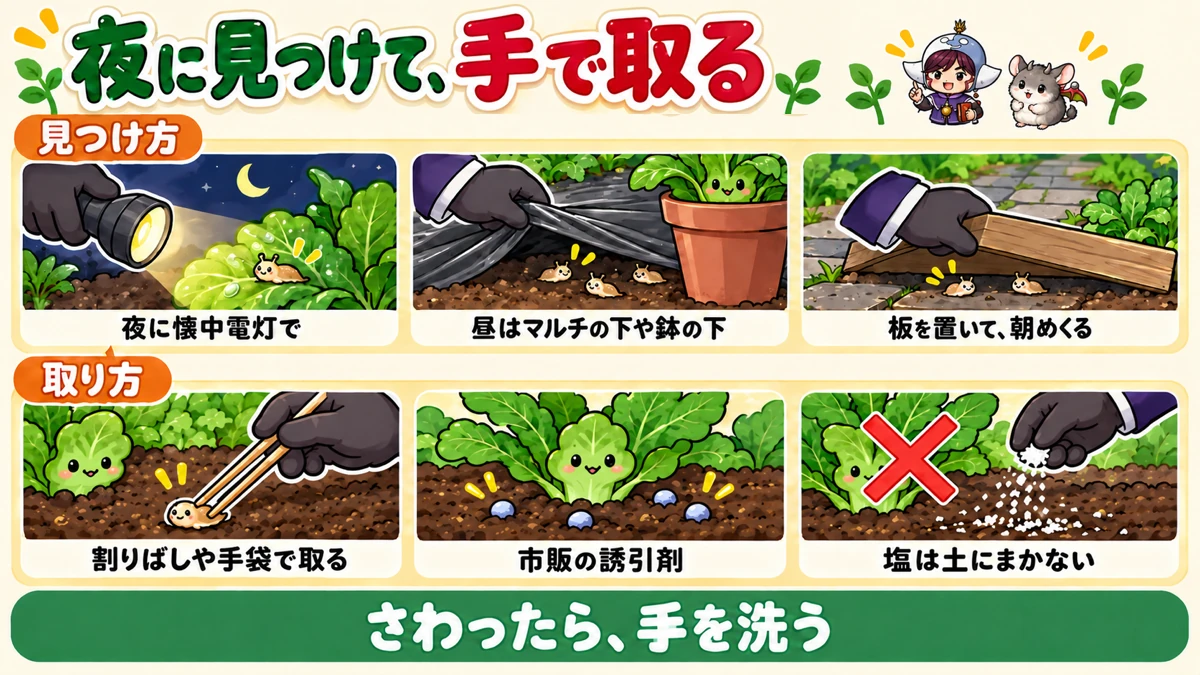 夜に見つけて、手で取る
見つけ方
夜に懐中電灯で
昼はマルチの下や鉢の下
板を置いて、朝めくる
取り方
割りばしや手袋で取る
市販の誘引剤
塩は土にまかない
さわったら、手を洗う